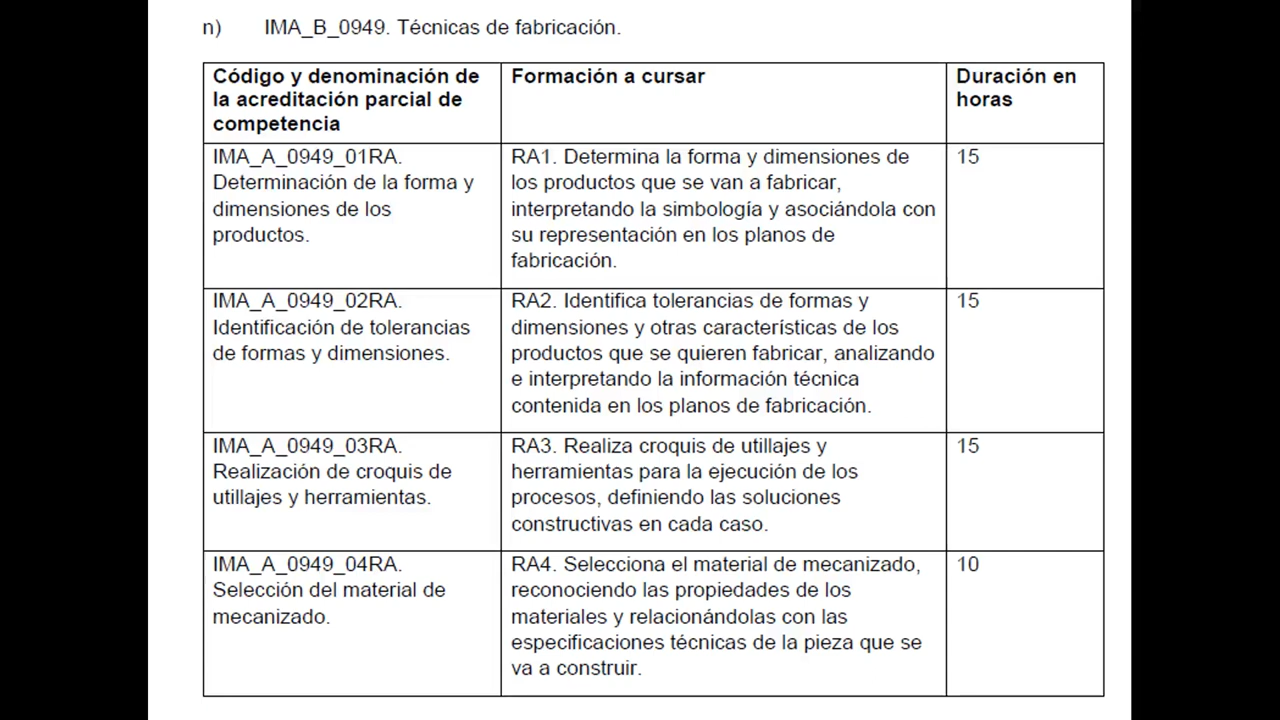 n) IMA_B_0949. Técnicas de fabricación.
Código y denominación de
la acreditación parcial de
competencia
Formación a cursar
Duración en
horas
IMA_A_0949_01RA.
Determinación de la forma y
dimensiones de los
productos.
RA1. Determina la forma y dimensiones de
los productos que se van a fabricar,
interpretando la simbología y asociándola con
su representación en los planos de
fabricación.
15
IMA_A_0949_02RA.
Identificación de tolerancias
de formas y dimensiones.
RA2. Identifica tolerancias de formas y
dimensiones y otras características de los
productos que se quieren fabricar, analizando
e interpretando la información técnica
contenida en los planos de fabricación.
15
IMA_A_0949_03RA.
Realización de croquis de
utillajes y herramientas.
RA3. Realiza croquis de utillajes y
herramientas para la ejecución de los
procesos, definiendo las soluciones
constructivas en cada caso.
15
IMA_A_0949_04RA.
Selección del material de
mecanizado.
RA4. Selecciona el material de mecanizado,
reconociendo las propiedades de los
materiales y relacionándolas con las
especificaciones técnicas de la pieza que se
va a construir.
10